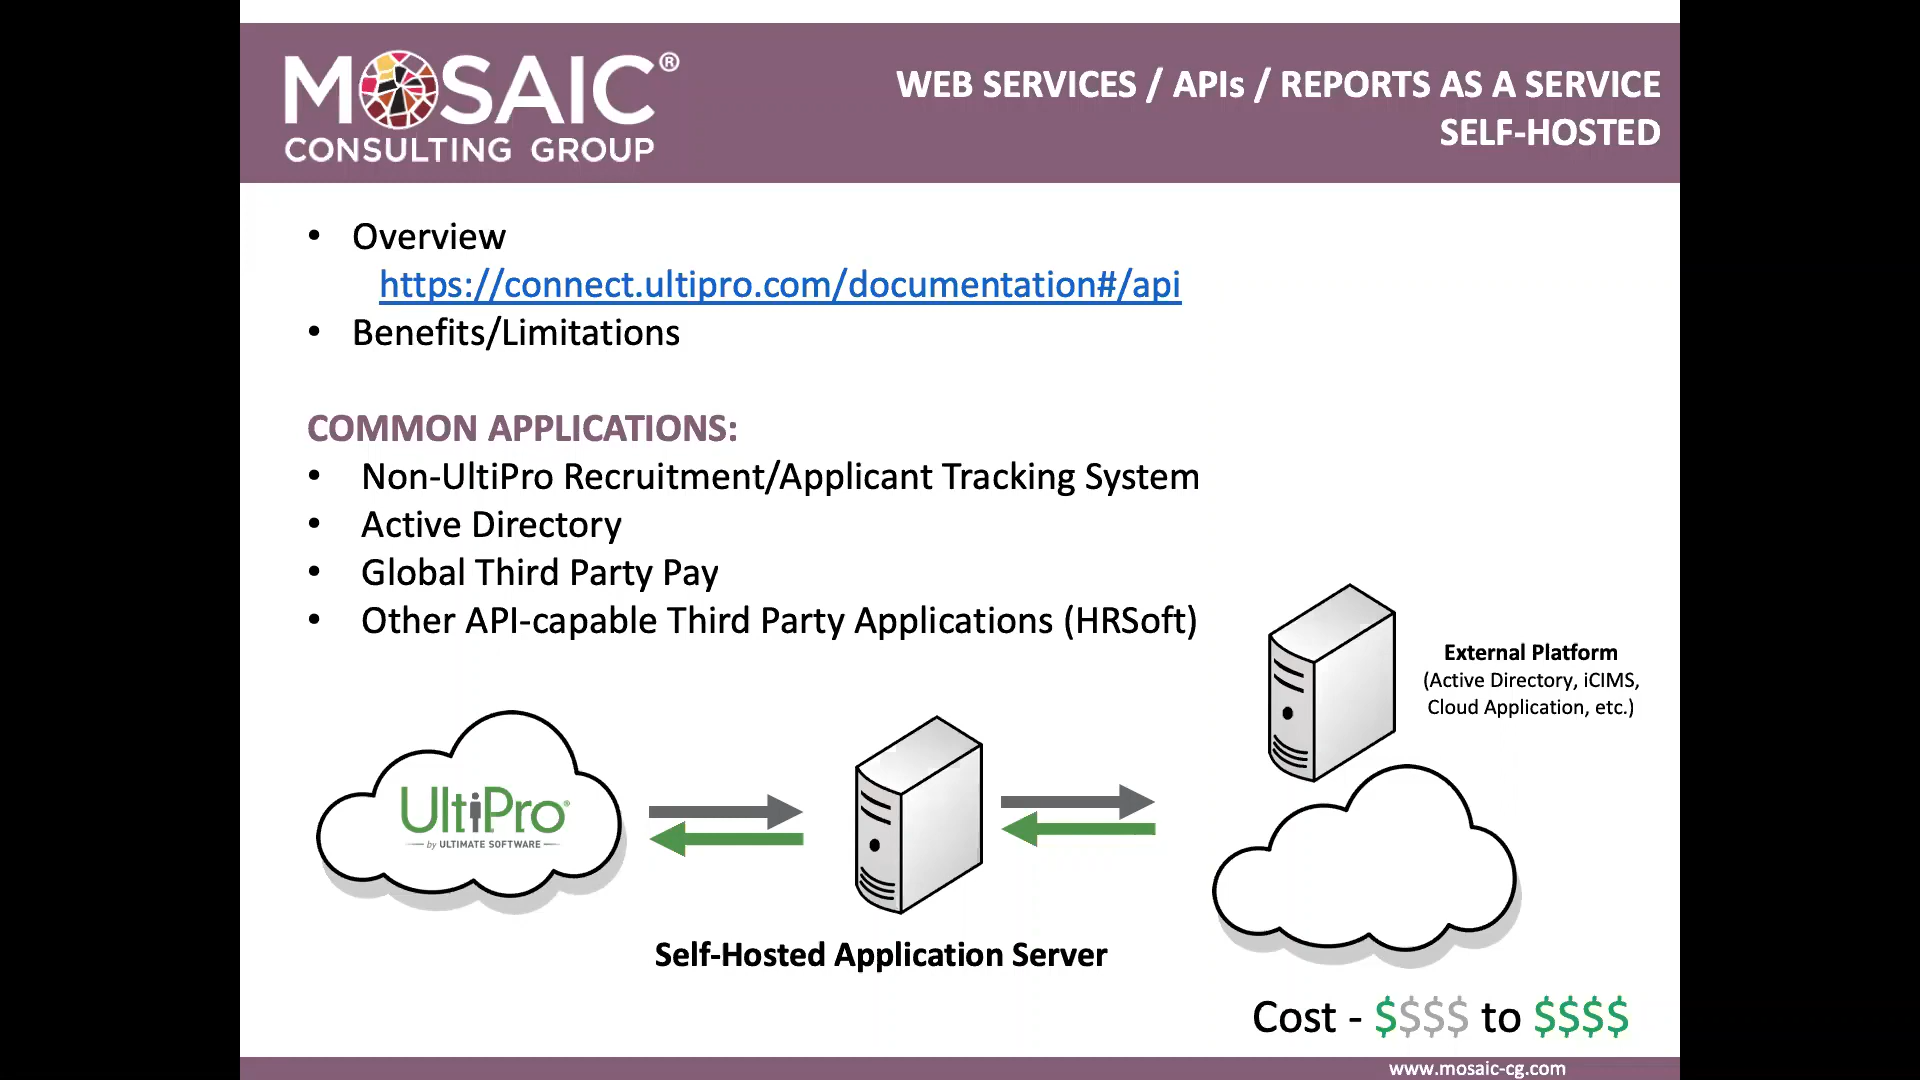 MOSAIC®
CONSULTING GROUP
WEB SERVICES / APIs / REPORTS AS A SERVICE
SELF-HOSTED
• Overview
https://connect.ultipro.com/documentation#/api
• Benefits/Limitations
COMMON APPLICATIONS:
• Non-UltiPro Recruitment/Applicant Tracking System
• Active Directory
• Global Third Party Pay
• Other API-capable Third Party Applications (HRSoft)
External Platform
(Active Directory, iCIMS,
Cloud Application, etc.)
UltiPro®
by ULTIMATE SOFTWARE
Self-Hosted Application Server
Cost - $$$$ to $$$$
www.mosaic-cg.com